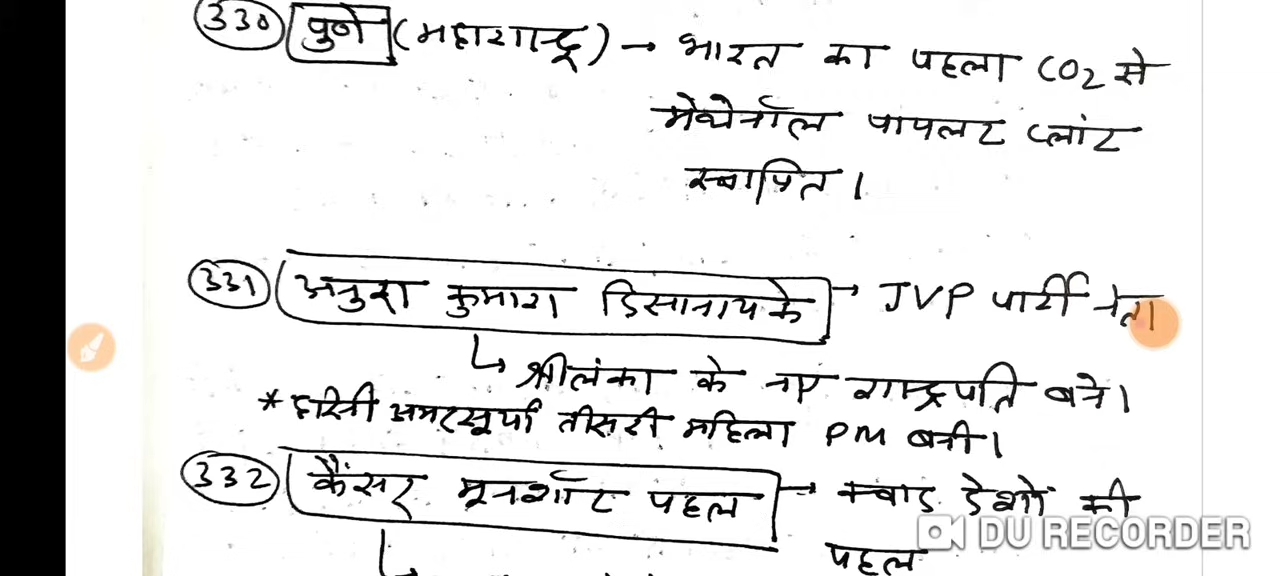 330 पुणे (महाराष्ट्र) → भारत का पहला CO2 से
मेथेनॉल पायलट प्लांट
स्थापित।
331 अनुरा कुमारा डिसानायके → JVP पार्टी नेता
↳ श्रीलंका के नए राष्ट्रपति बने।
* हरिनी अमरसूर्या तीसरी महिला PM बनी।
332 कैंसर मूनशॉट पहल → क्वाड देशों की
पहल
DU RECORDER